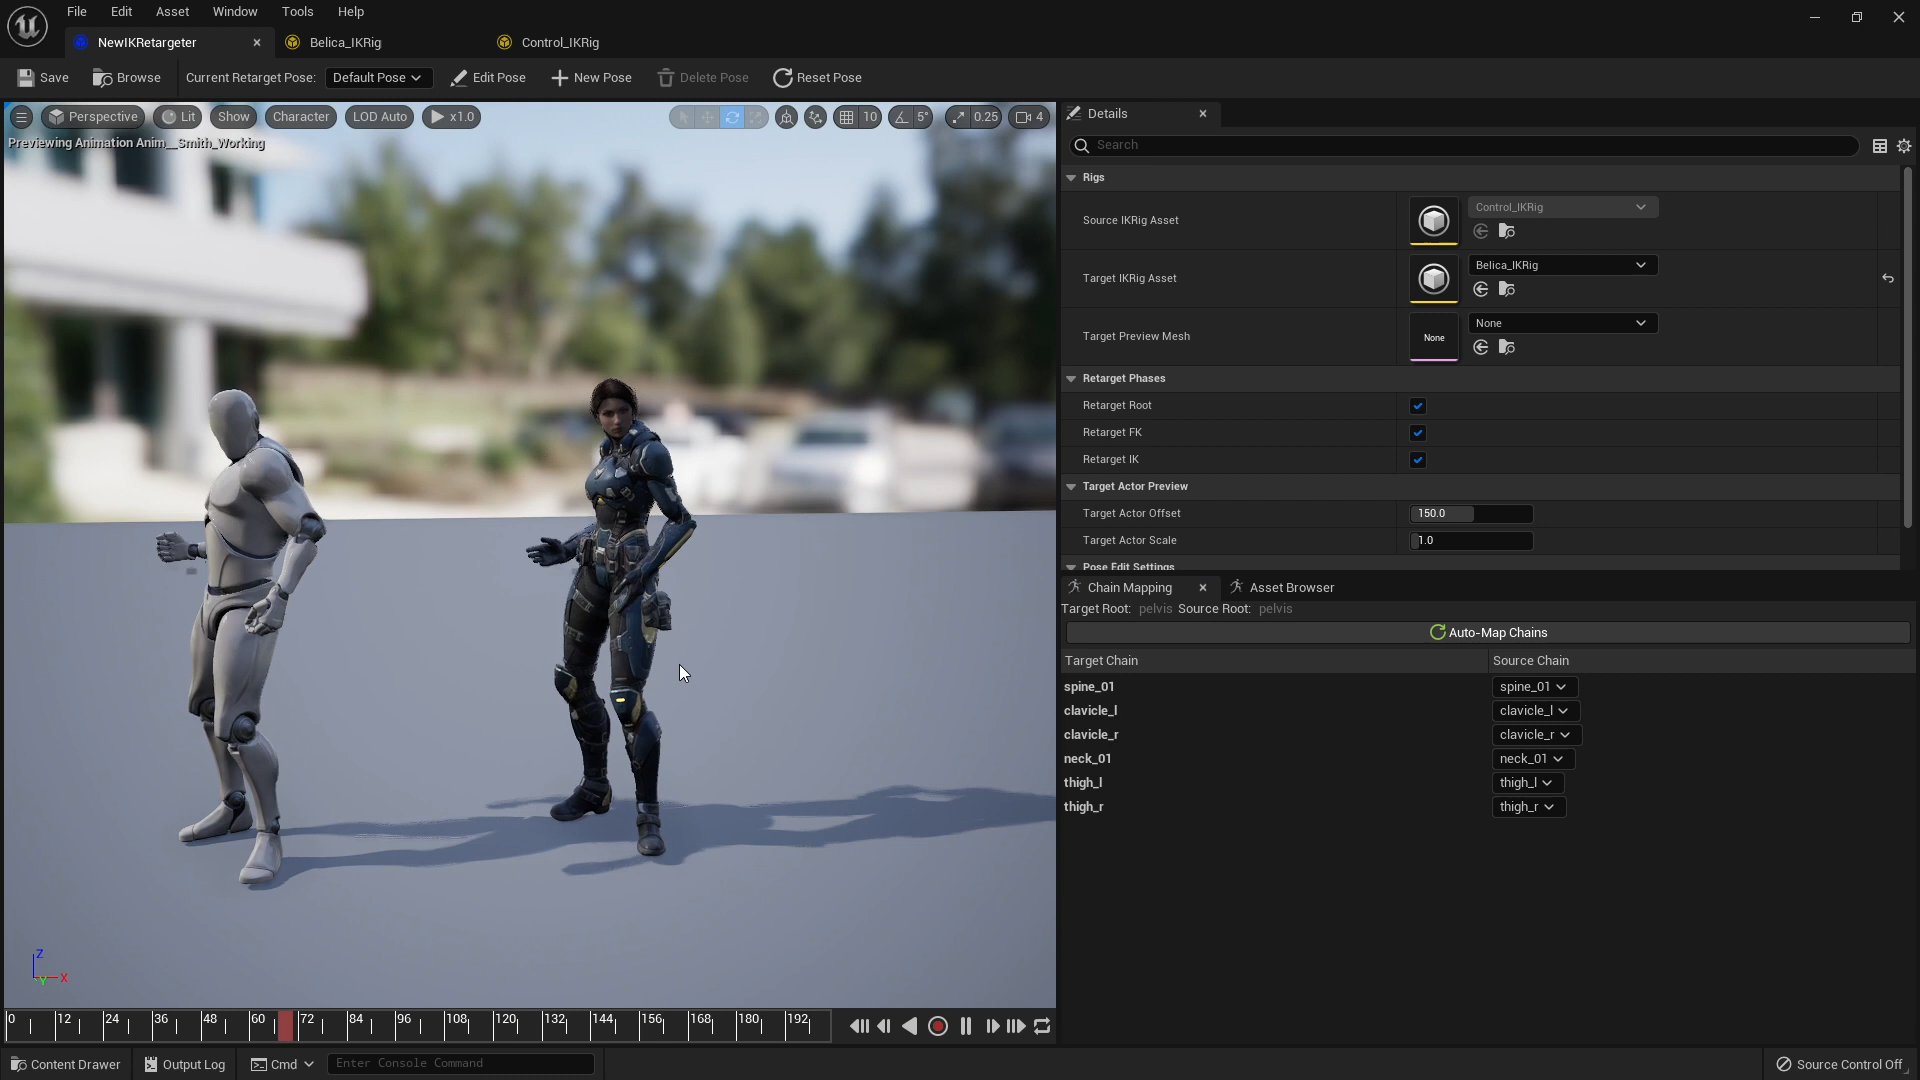 File Edit Asset Window Tools Help
NewIKRetargeter Belica_IKRig Control_IKRig
Save Browse Current Retarget Pose: Default Pose Edit Pose New Pose Delete Pose Reset Pose
Perspective Lit Show Character LOD Auto x1.0 10 5° 0.25 4
Previewing Animation Anim__Smith_Working
Details
Search
Rigs
Source IKRig Asset Control_IKRig
Target IKRig Asset Belica_IKRig
Target Preview Mesh None None
Retarget Phases
Retarget Root
Retarget FK
Retarget IK
Target Actor Preview
Target Actor Offset 150.0
Target Actor Scale 1.0
Pose Edit Settings
Chain Mapping Asset Browser
Target Root: pelvis Source Root: pelvis
Auto-Map Chains
Target Chain Source Chain
spine_01 spine_01
clavicle_l clavicle_l
clavicle_r clavicle_r
neck_01 neck_01
thigh_l thigh_l
thigh_r thigh_r
Z
Y X
0 12 24 36 48 60 72 84 96 108 120 132 144 156 168 180 192
Content Drawer Output Log Cmd Enter Console Command Source Control Off